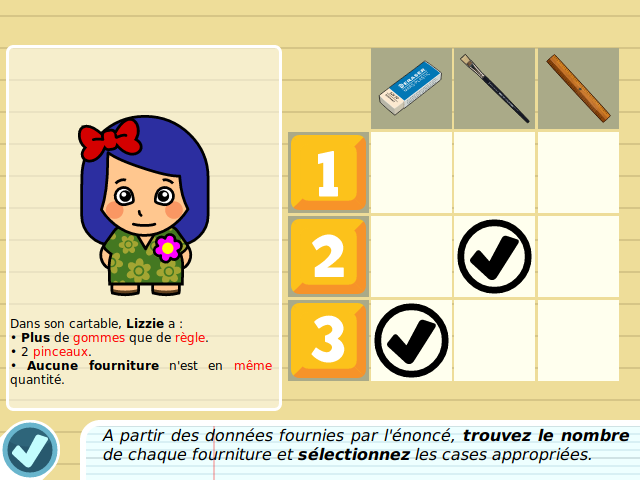 ERASER
1
2
3
Dans son cartable, Lizzie a :
• Plus de gommes que de règle.
• 2 pinceaux.
• Aucune fourniture n'est en même
quantité.
A partir des données fournies par l'énoncé, trouvez le nombre
de chaque fourniture et sélectionnez les cases appropriées.